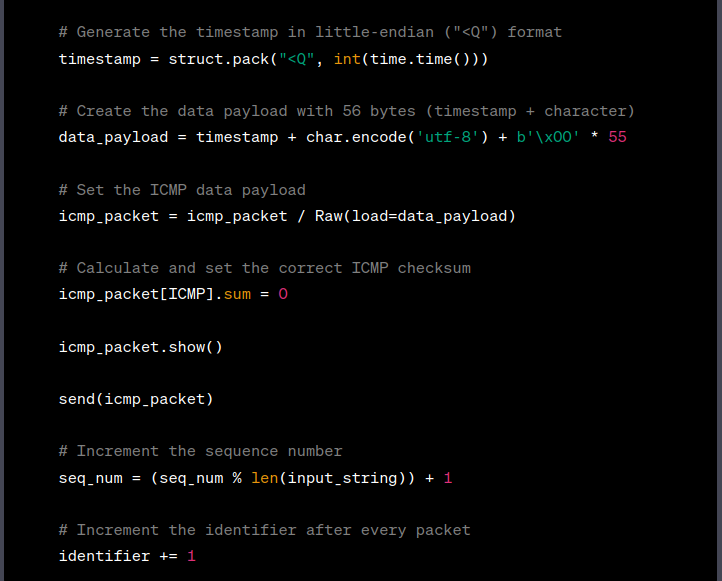 # Generate the timestamp in little-endian ("<Q") format
timestamp = struct.pack("<Q", int(time.time()))
# Create the data payload with 56 bytes (timestamp + character)
data_payload = timestamp + char.encode('utf-8') + b'\x00' * 55
# Set the ICMP data payload
icmp_packet = icmp_packet / Raw(load=data_payload)
# Calculate and set the correct ICMP checksum
icmp_packet[ICMP].sum = 0
icmp_packet.show()
send(icmp_packet)
# Increment the sequence number
seq_num = (seq_num % len(input_string)) + 1
# Increment the identifier after every packet
identifier += 1